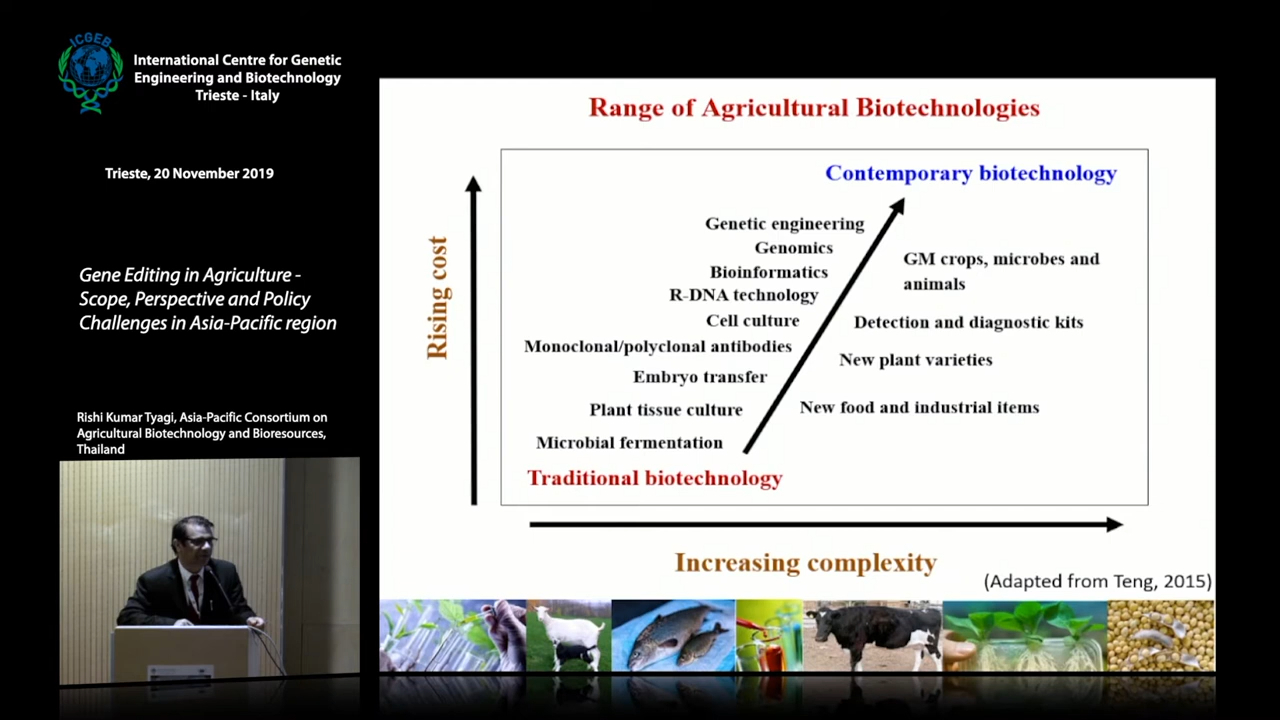 ICGEB
International Centre for Genetic
Engineering and Biotechnology
Trieste - Italy
Trieste, 20 November 2019
Gene Editing in Agriculture -
Scope, Perspective and Policy
Challenges in Asia-Pacific region
Rishi Kumar Tyagi, Asia-Pacific Consortium on
Agricultural Biotechnology and Bioresources,
Thailand
Range of Agricultural Biotechnologies
Contemporary biotechnology
Genetic engineering
Genomics
Bioinformatics
R-DNA technology
Cell culture
Monoclonal/polyclonal antibodies
Embryo transfer
Plant tissue culture
Microbial fermentation
Traditional biotechnology
GM crops, microbes and
animals
Detection and diagnostic kits
New plant varieties
New food and industrial items
Rising cost
Increasing complexity
(Adapted from Teng, 2015)